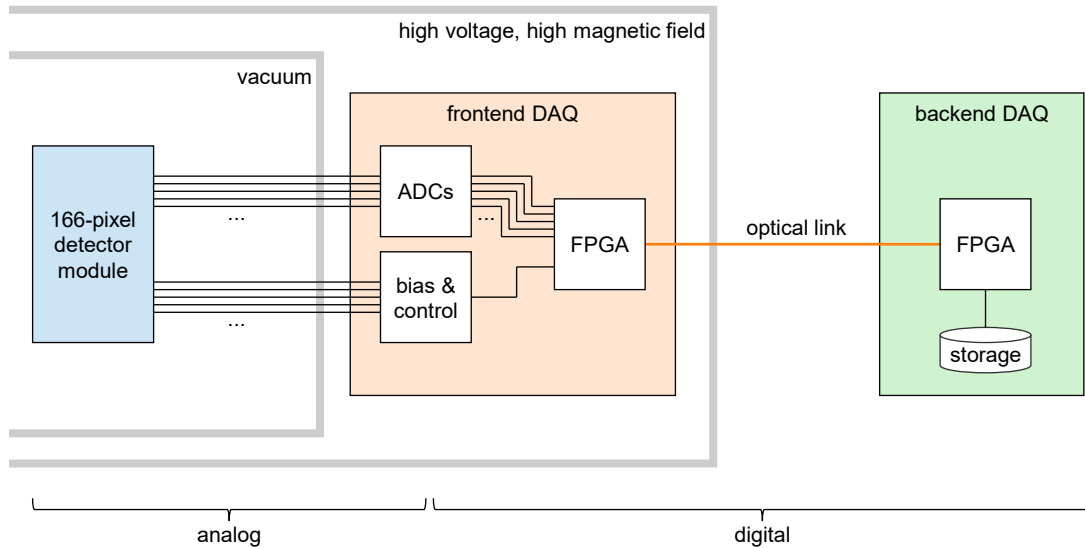 high voltage, high magnetic field
vacuum
frontend DAQ
backend DAQ
166-pixel
detector
module
...
...
ADCs
...
bias &
control
FPGA
optical link
FPGA
storage
analog
digital